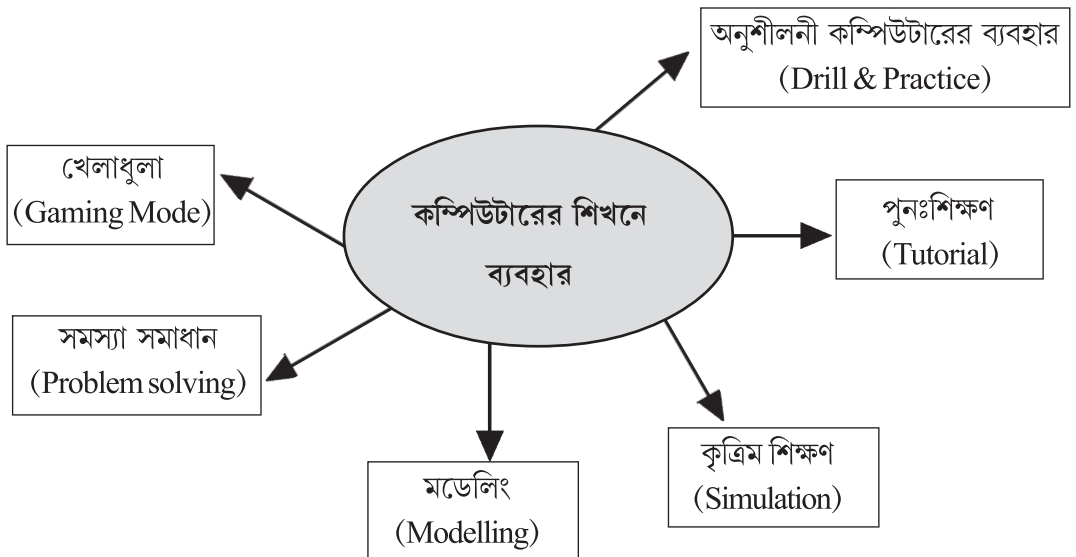 অনুশীলনী কম্পিউটারের ব্যবহার
(Drill & Practice)
খেলাধুলা
(Gaming Mode)
কম্পিউটারের শিখনে
ব্যবহার
পুনঃশিক্ষণ
(Tutorial)
সমস্যা সমাধান
(Problem solving)
কৃত্রিম শিক্ষণ
(Simulation)
মডেলিং
(Modelling)